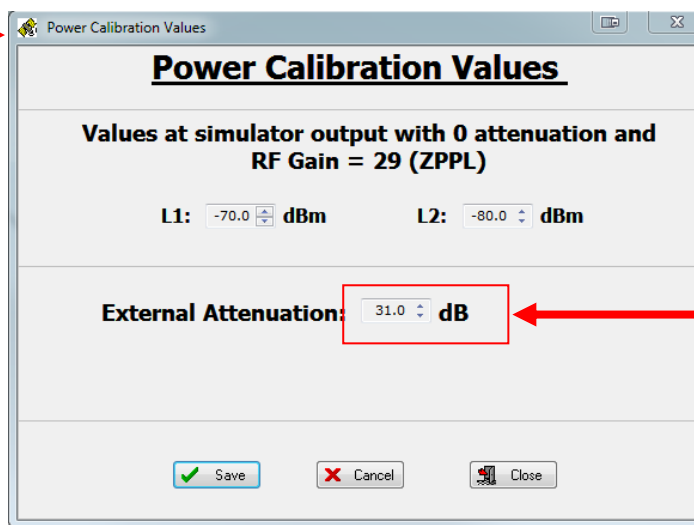 Power Calibration Values
Power Calibration Values
Values at simulator output with 0 attenuation and
RF Gain = 29 (ZPPL)
L1: -70.0 dBm L2: -80.0 dBm
External Attenuation: 31.0 dB
Save Cancel Close